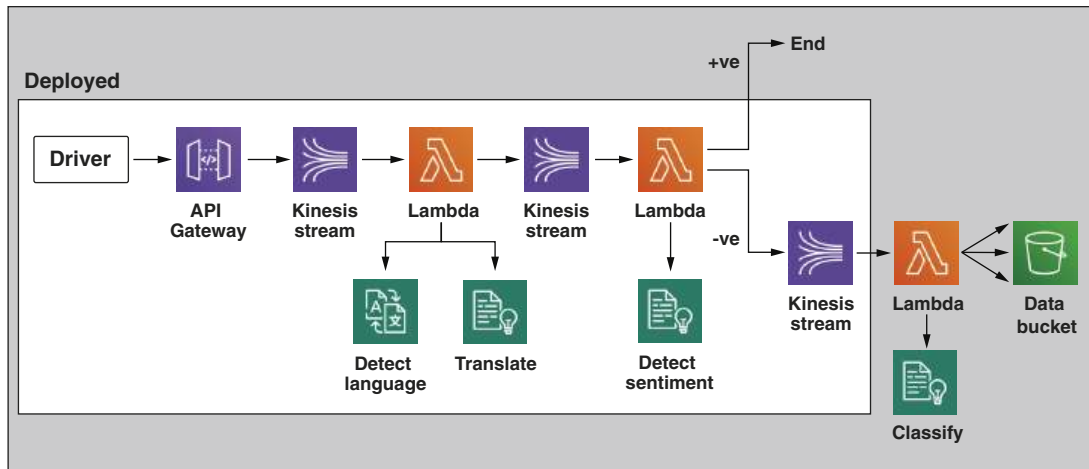 End
+ve
Deployed
Driver
API
Gateway
Kinesis
stream
Lambda
Kinesis
stream
Lambda
-ve
Kinesis
stream
Lambda
Data
bucket
Detect
language
Translate
Detect
sentiment
Classify